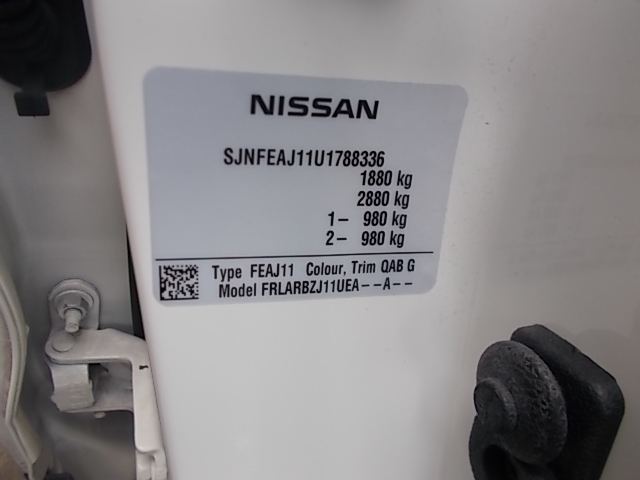 NISSAN
SJNFEAJ11U1788336
1880 kg
2880 kg
1– 980 kg
2– 980 kg
Type FEAJ11 Colour, Trim QAB G
Model FRLARBZJ11UEA--A--